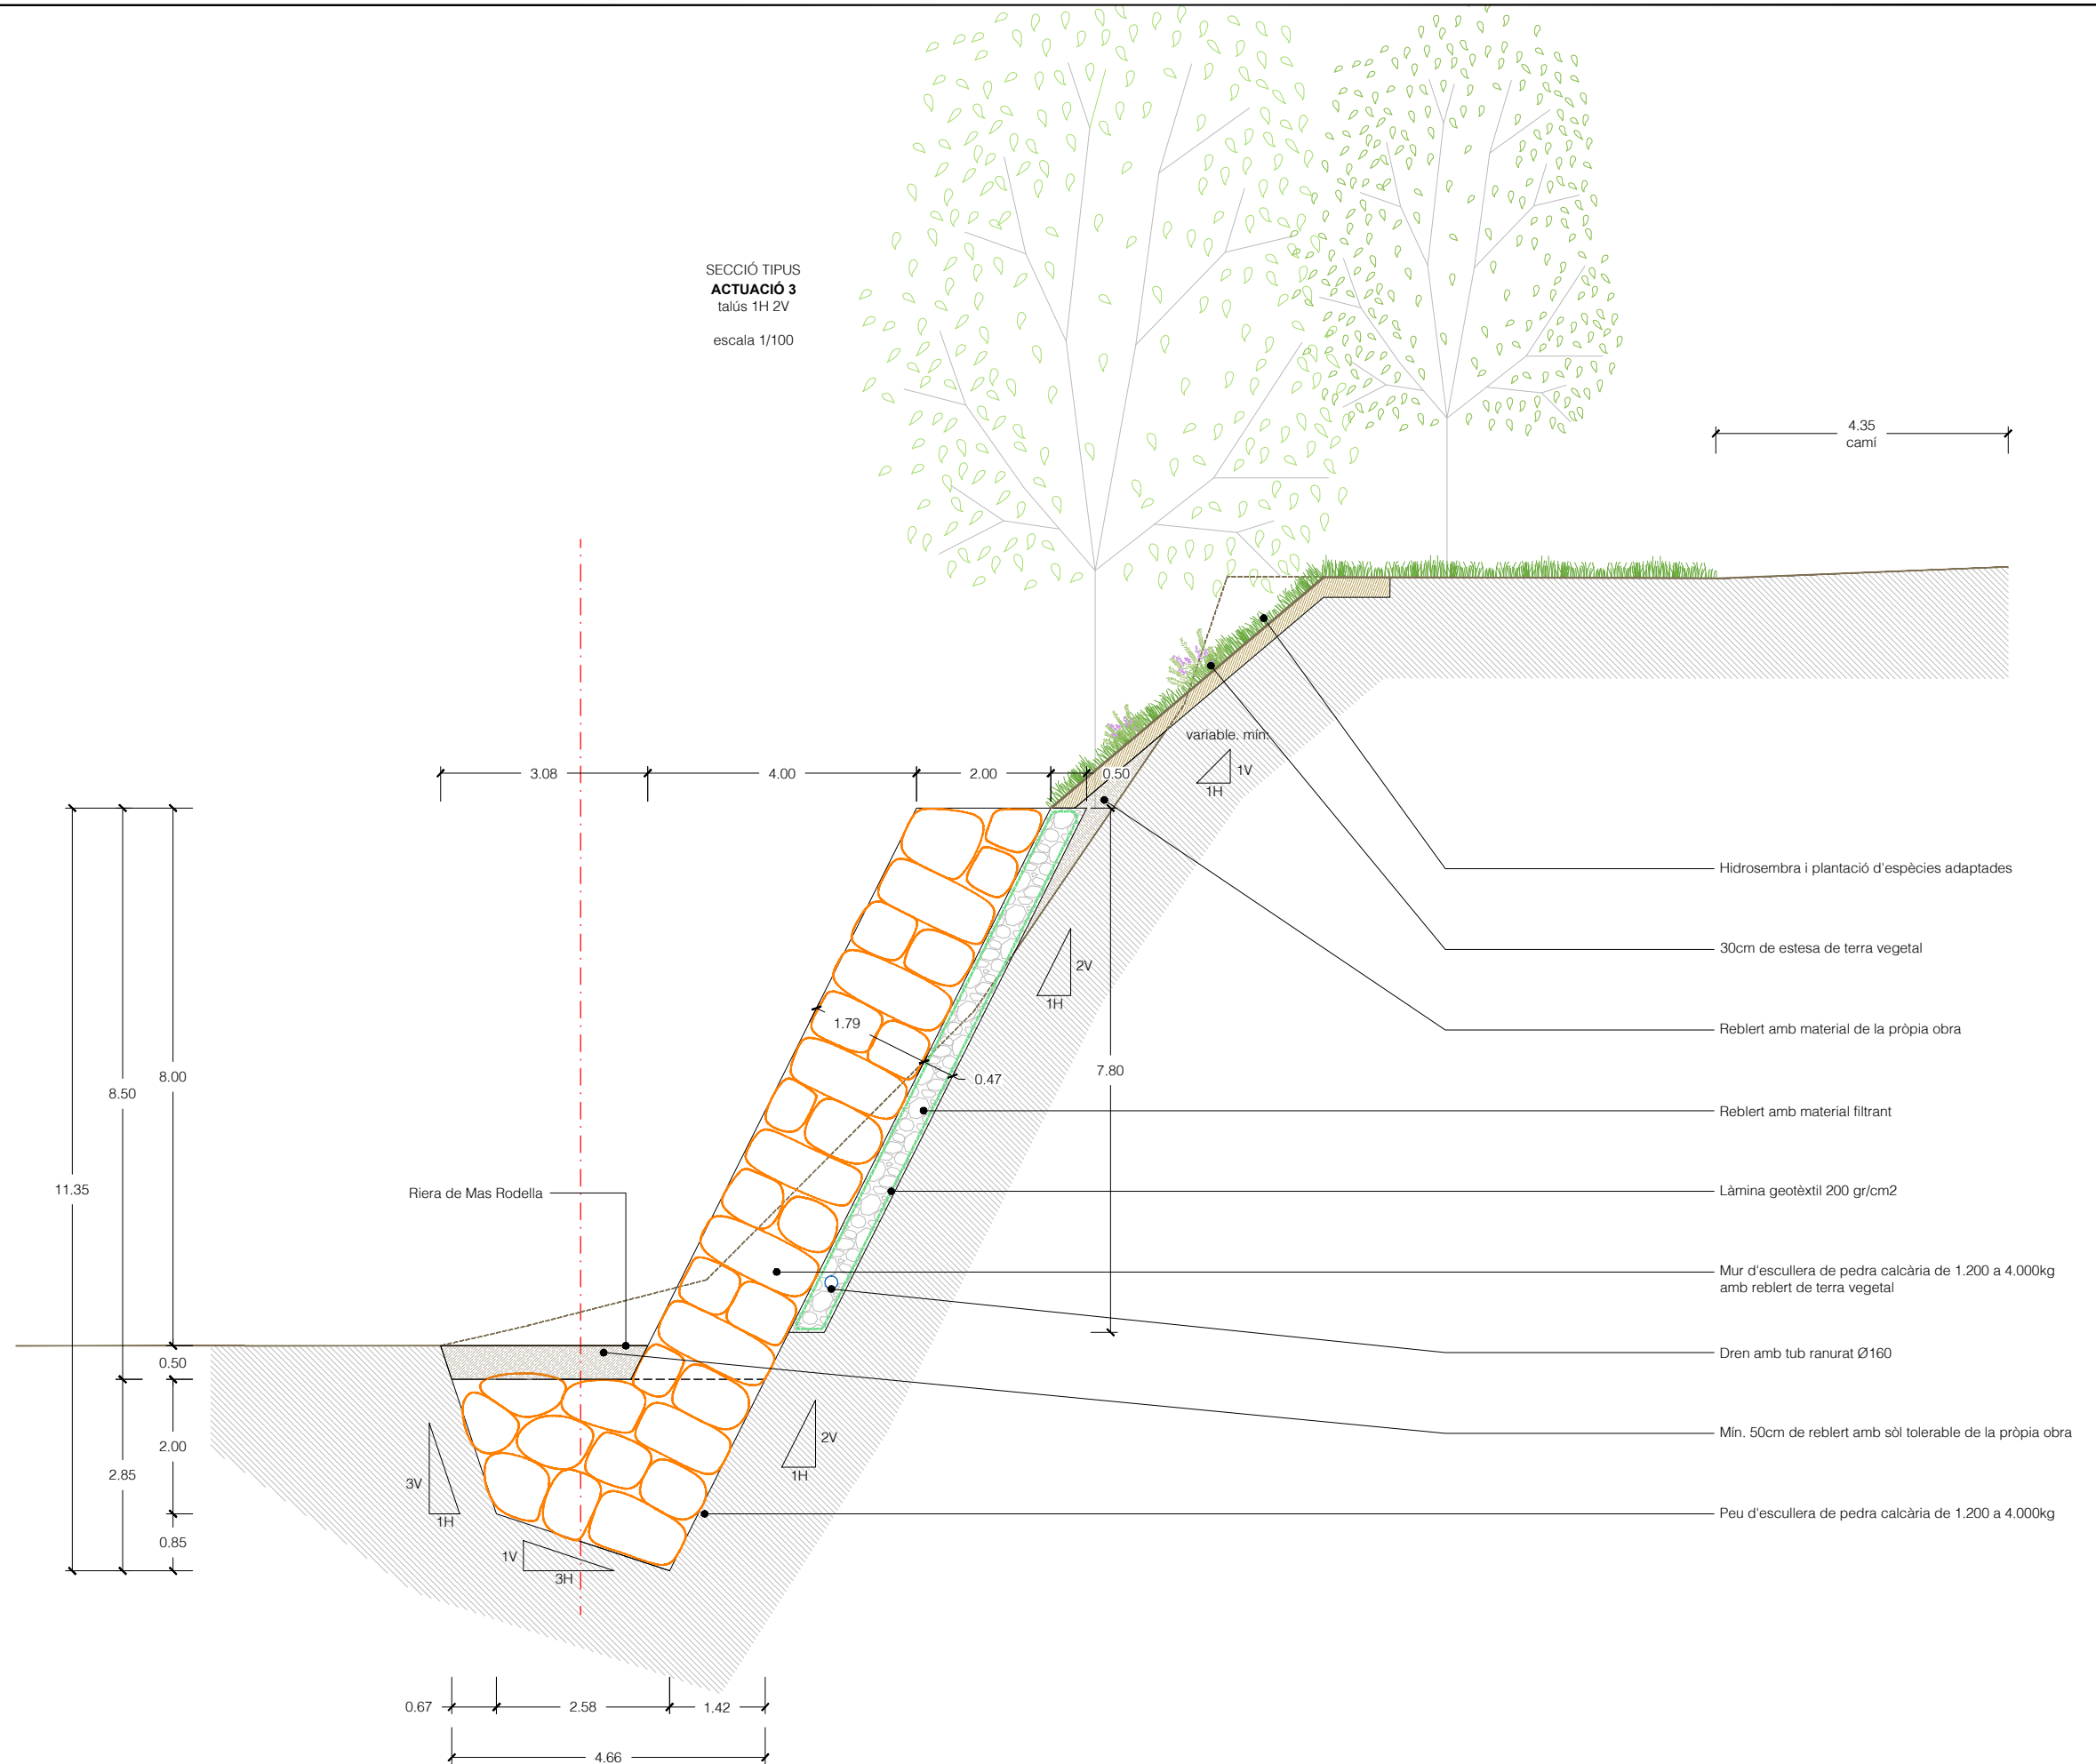 SECCIÓ TIPUS
ACTUACIÓ 3
talús 1H 2V
escala 1/100
4.35
camí
variable. mín:
1V
1H
3.08
4.00
2.00
0.50
Hidrosembra i plantació d'espècies adaptades
30cm de estesa de terra vegetal
2V
1H
Reblert amb material de la pròpia obra
1.79
0.47
7.80
8.00
8.50
11.35
Reblert amb material filtrant
Riera de Mas Rodella
Làmina geotèxtil 200 gr/cm2
Mur d'escullera de pedra calcària de 1.200 a 4.000kg
amb reblert de terra vegetal
Dren amb tub ranurat Ø160
0.50
2.00
2.85
0.85
2V
1H
3V
1H
1V
3H
Mín. 50cm de reblert amb sòl tolerable de la pròpia obra
Peu d'escullera de pedra calcària de 1.200 a 4.000kg
0.67
2.58
1.42
4.66